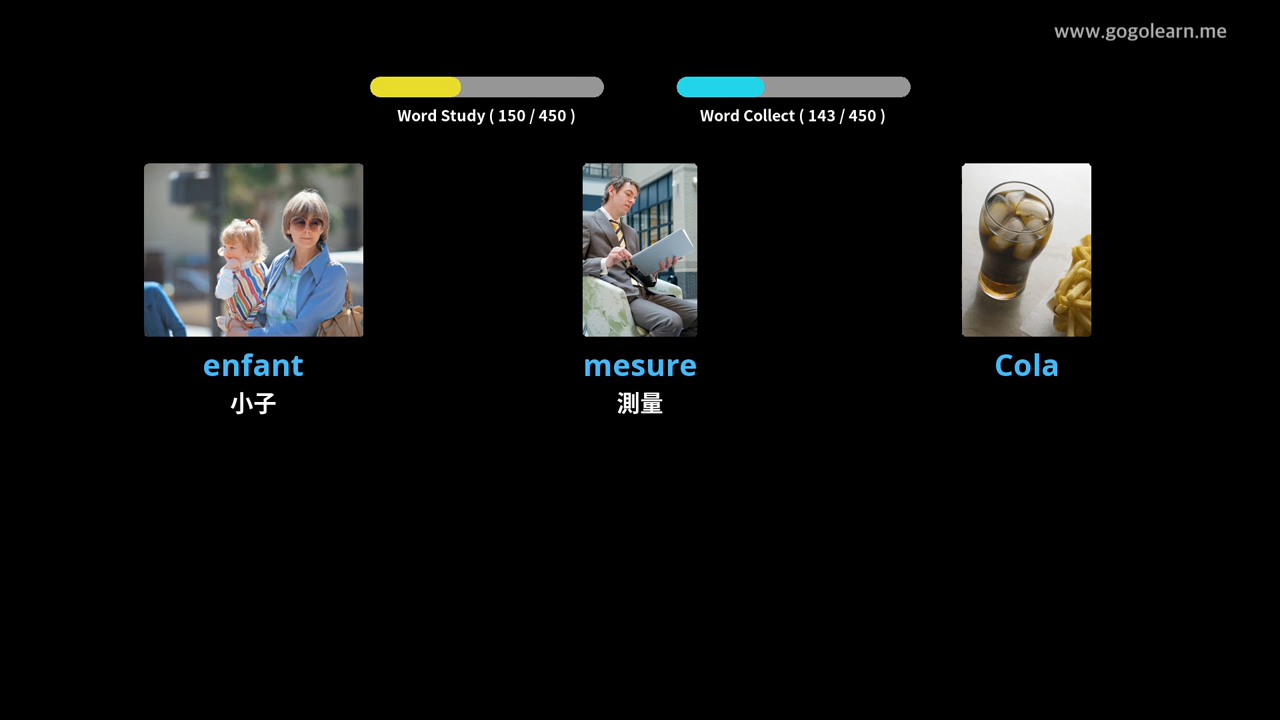 www.gogolearn.me
Word Study ( 150 / 450 )
Word Collect ( 143 / 450 )
enfant
小子
mesure
測量
Cola